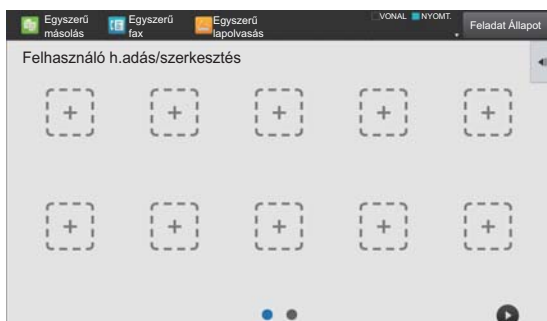 Egyszerű
másolás
Egyszerű
fax
Egyszerű
lapolvasás
VONAL
NYOMT.
Feladat Állapot
Felhasználó h.adás/szerkesztés